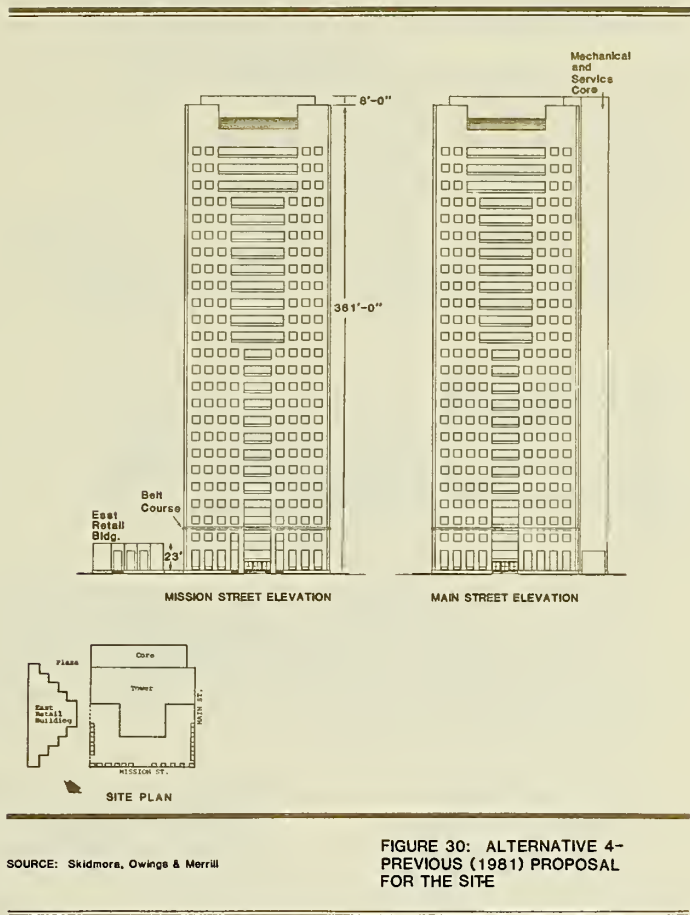 Mechanical
and
Service
Core
8'-0"
361'-0"
Belt
Course
East
Retail
Bldg.
23'
MISSION STREET ELEVATION
MAIN STREET ELEVATION
Core
Plaza
Tower
East
Retail
Building
MAIN ST.
MISSION ST.
SITE PLAN
SOURCE: Skidmora, Owings & Merrill
FIGURE 30: ALTERNATIVE 4-
PREVIOUS (1981) PROPOSAL
FOR THE SITE